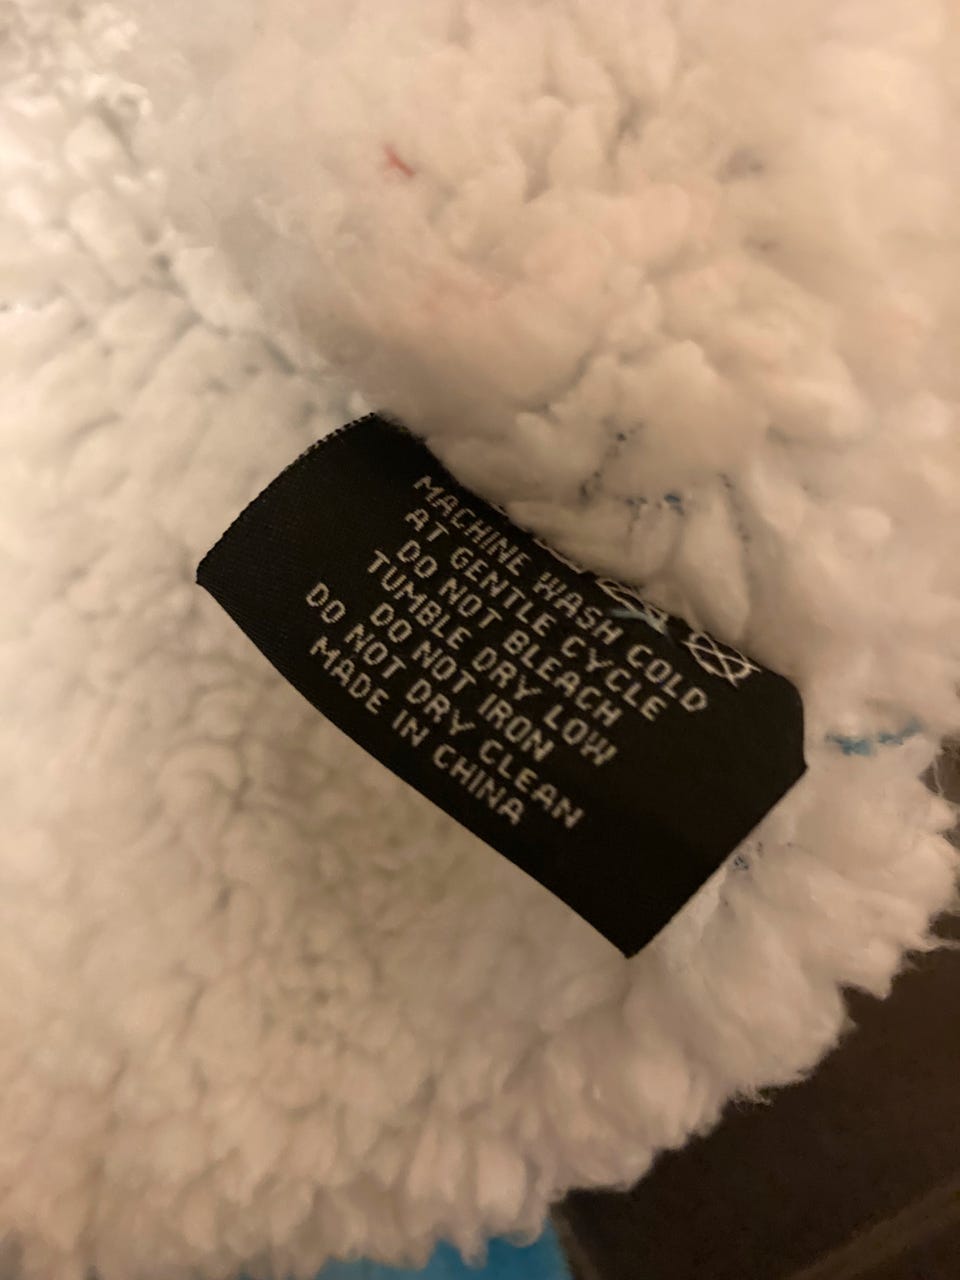 MACHINE WASH COLD
AT GENTLE CYCLE
DO NOT BLEACH
TUMBLE DRY LOW
DO NOT IRON
DO NOT DRY CLEAN
MADE IN CHINA